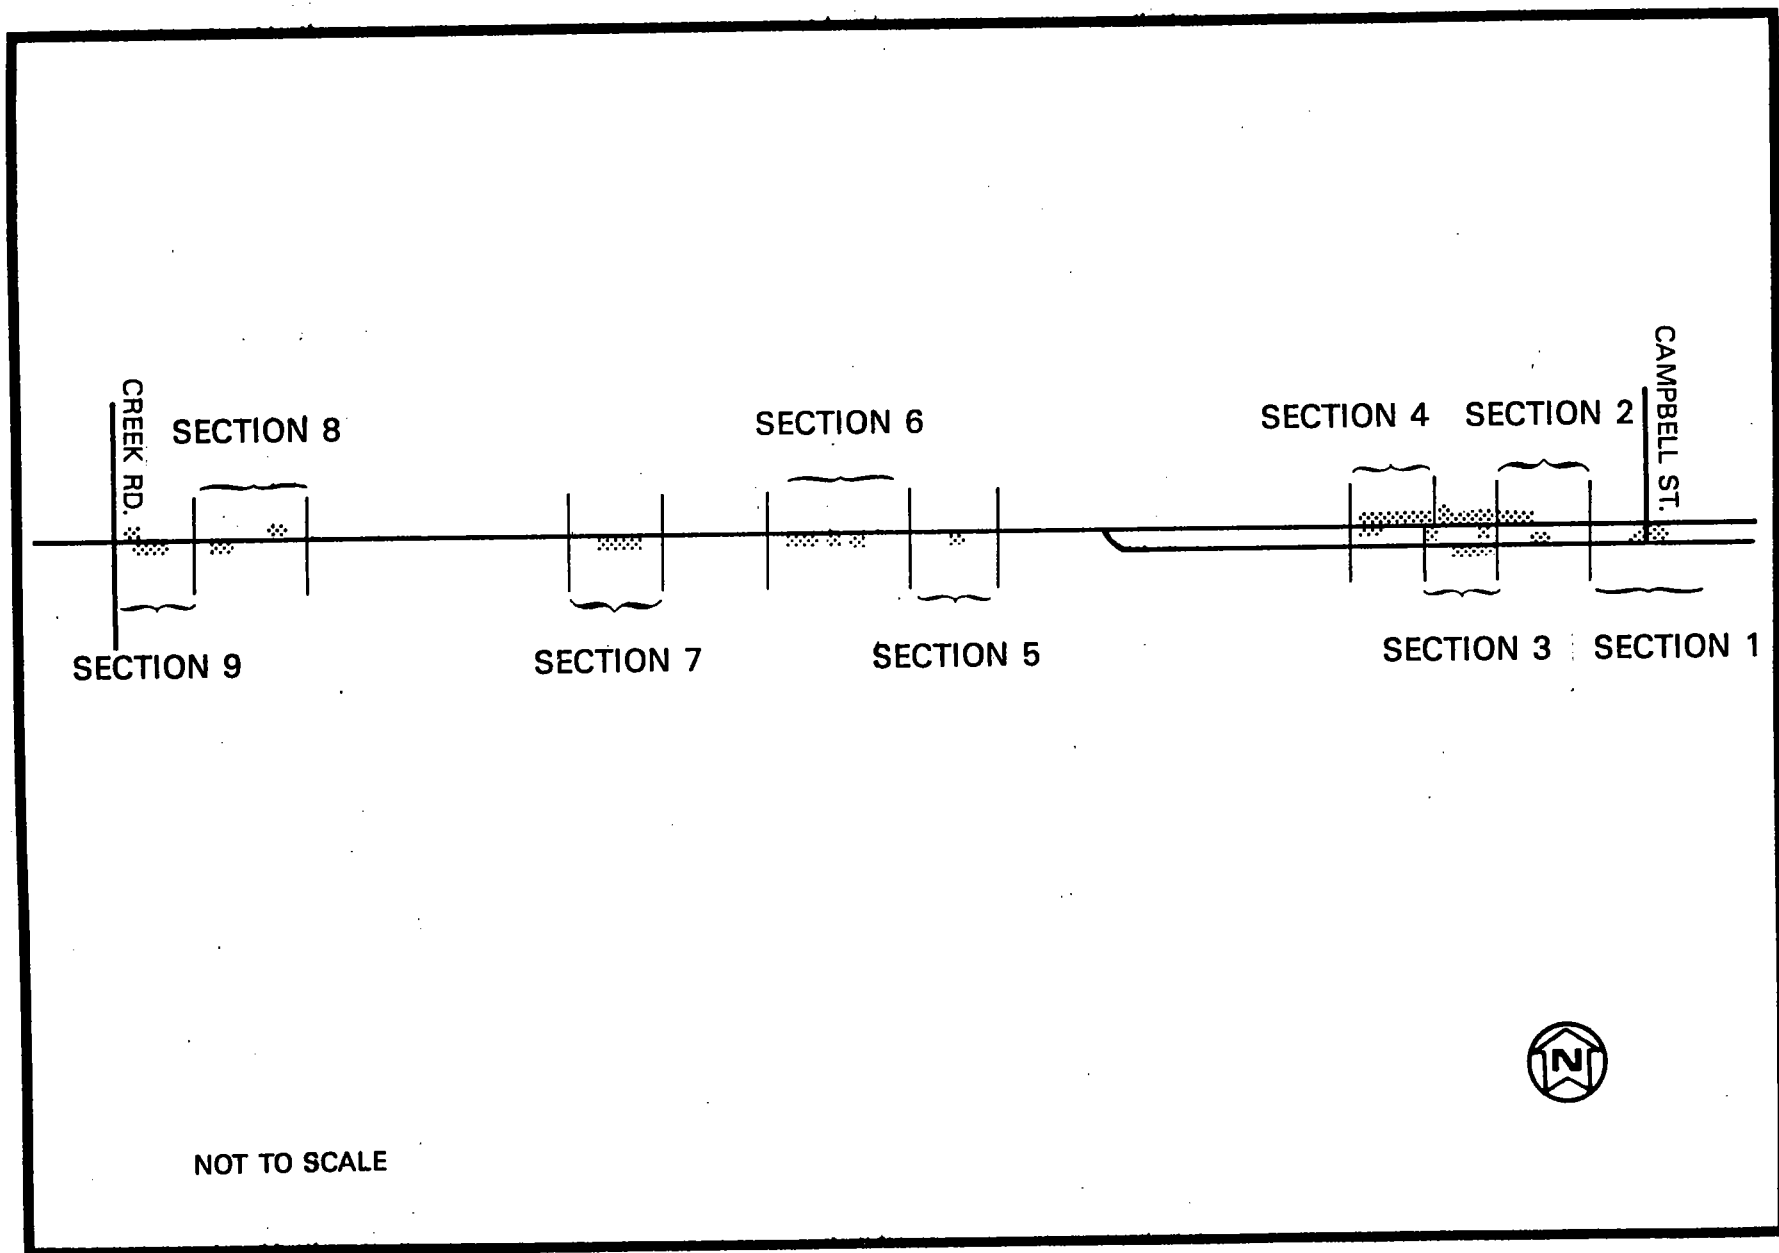 CAMPBELL ST.
CREEK RD.
SECTION 8
SECTION 6
SECTION 4
SECTION 2
SECTION 9
SECTION 7
SECTION 5
SECTION 3
SECTION 1
N
NOT TO SCALE